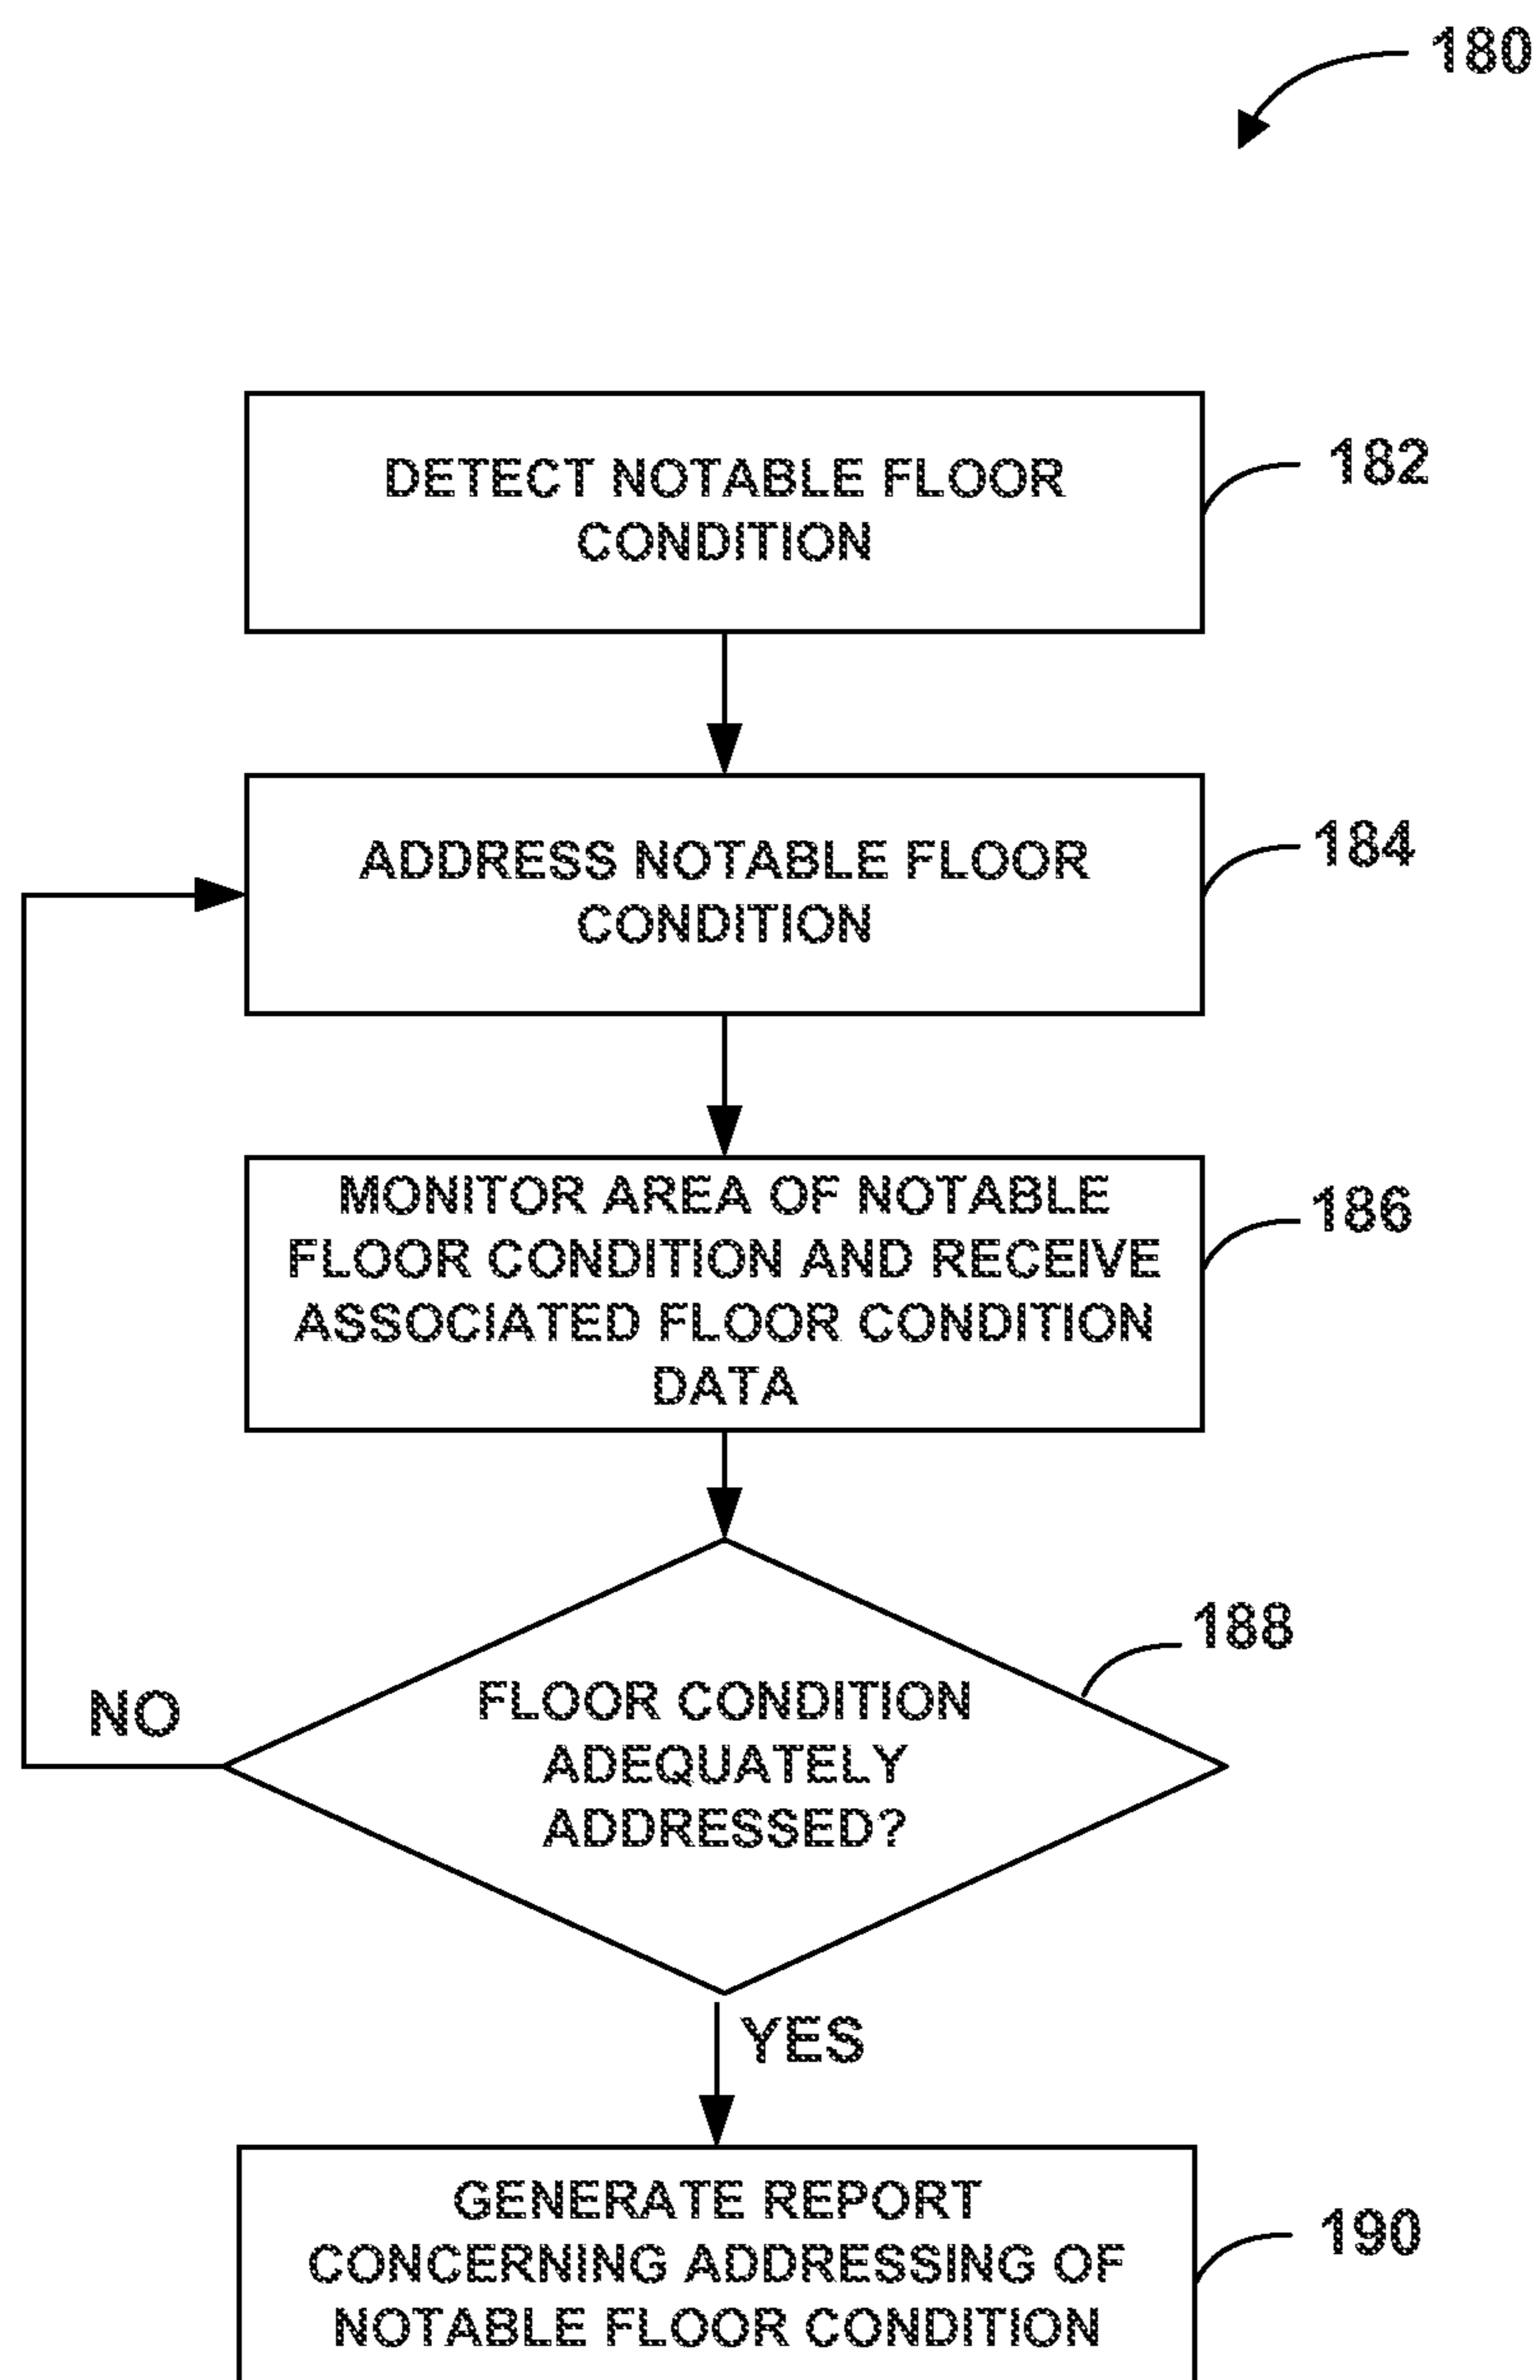 180
DETECT NOTABLE FLOOR
CONDITION
182
ADDRESS NOTABLE FLOOR
CONDITION
184
MONITOR AREA OF NOTABLE
FLOOR CONDITION AND RECEIVE
ASSOCIATED FLOOR CONDITION
DATA
186
FLOOR CONDITION
ADEQUATELY
ADDRESSED?
188
NO
YES
GENERATE REPORT
CONCERNING ADDRESSING OF
NOTABLE FLOOR CONDITION
190